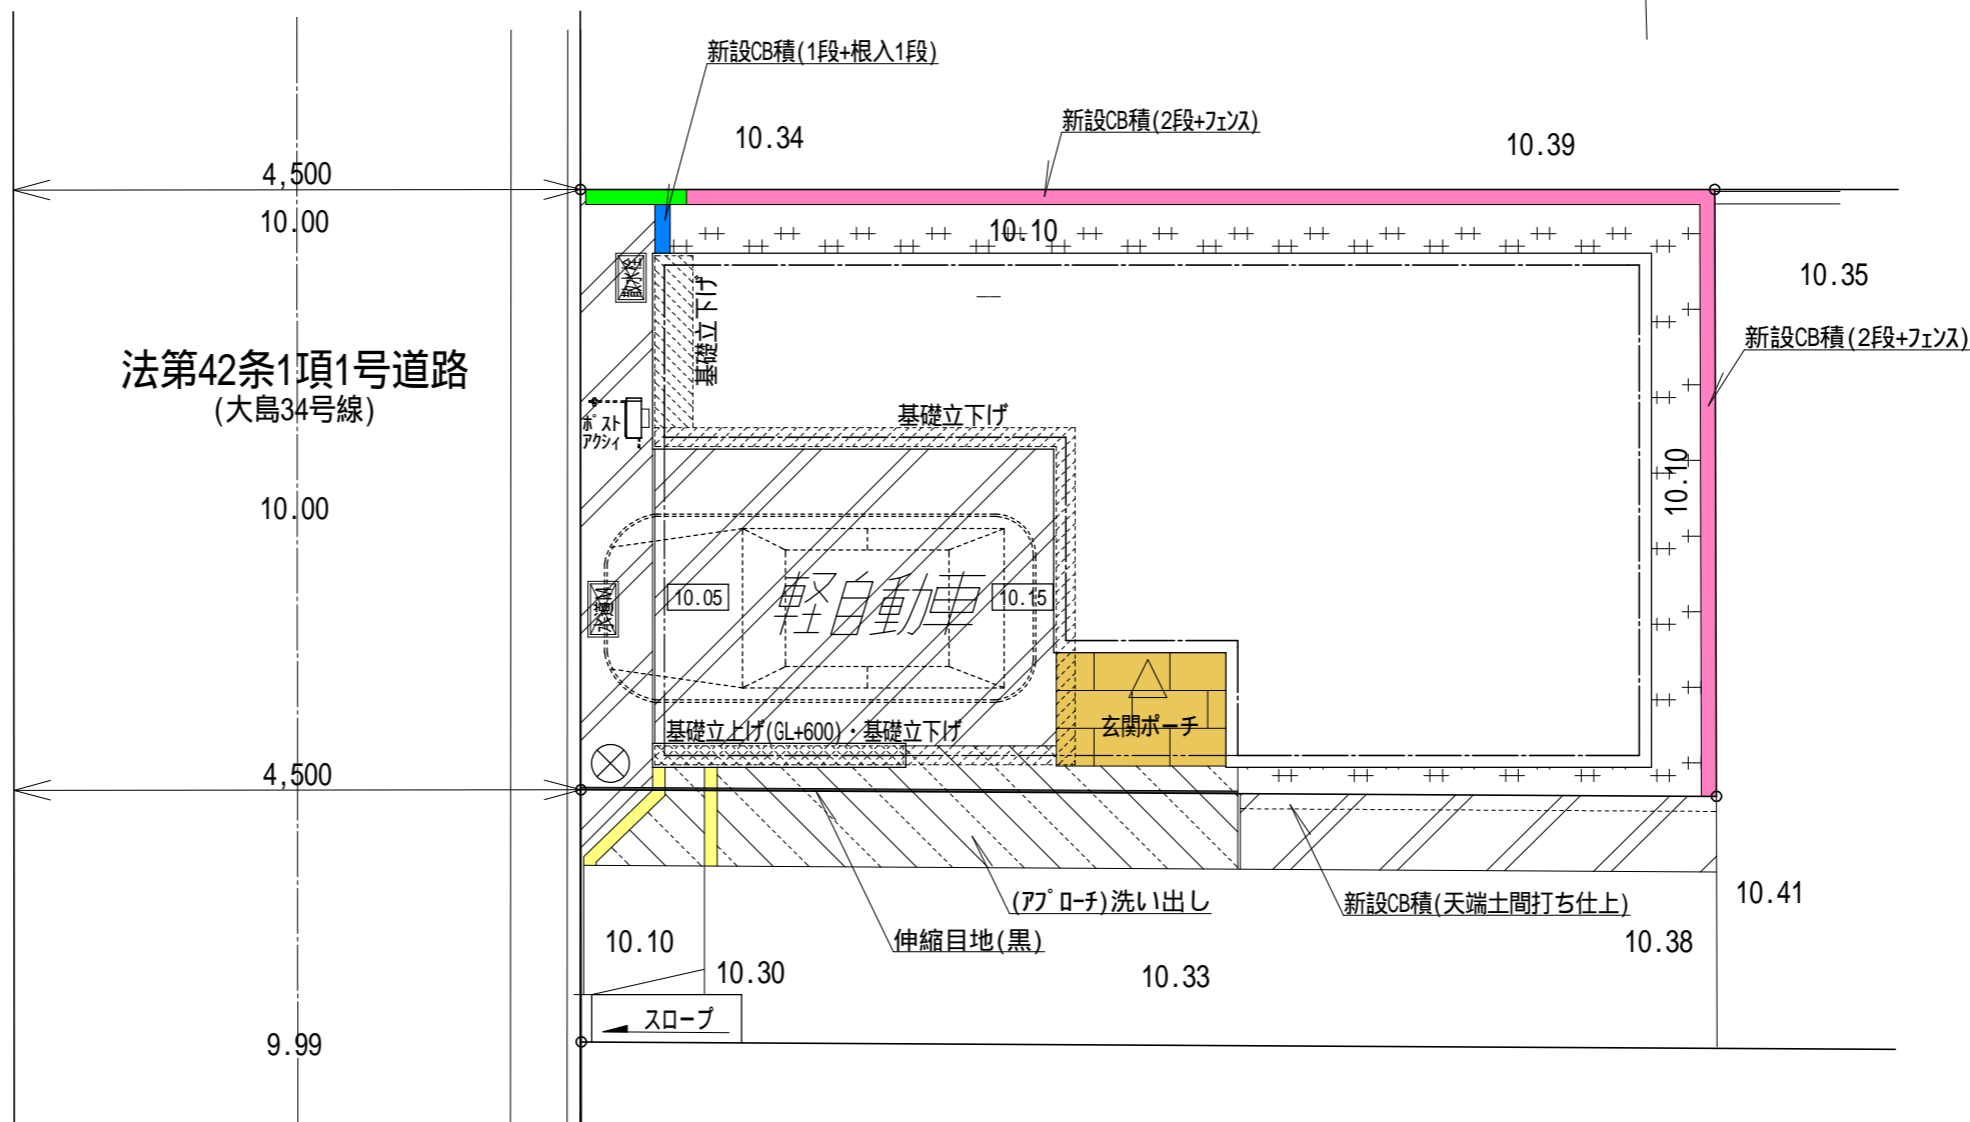 新設CB積(1段+根入1段)
新設CB積(2段+フェンス)
10.34
10.39
4,500
10.00
10.10
10.35
散水栓
基礎立下げ
新設CB積(2段+フェンス)
法第42条1項1号道路
(大島34号線)
ポスト
アクシィ
基礎立下げ
10.10
10.00
10.05
軽自動車
10.15
水道M
基礎立上げ(GL+600)・基礎立下げ
玄関ポーチ
4,500
(アプローチ)洗い出し
新設CB積(天端土間打ち仕上)
10.41
10.10
伸縮目地(黒)
10.38
10.30
10.33
スロープ
9.99